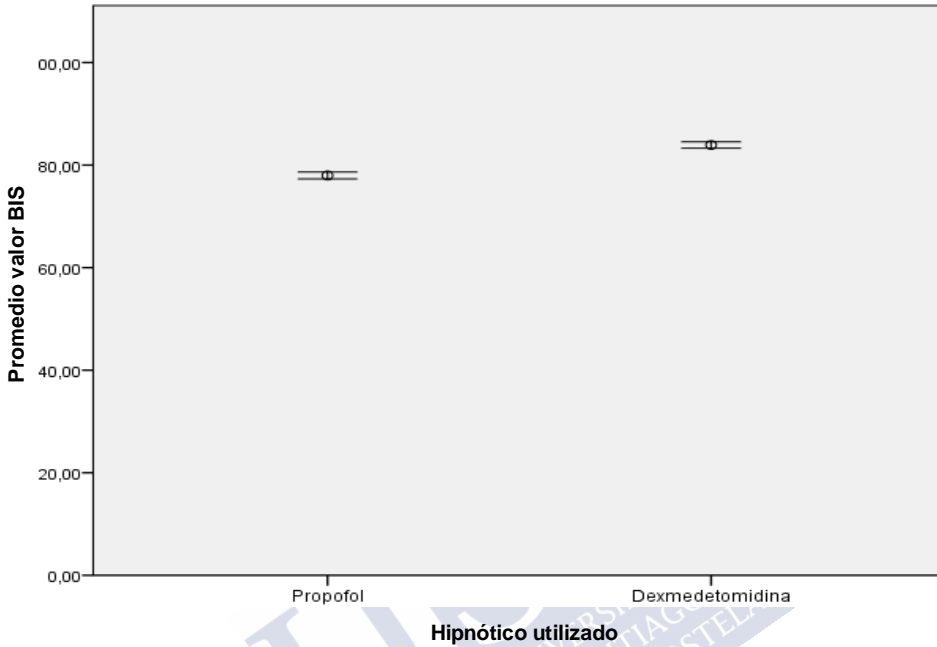 Promedio valor BIS
00,00
80,00
60,00
40,00
20,00
0,00
Propofol Dexmedetomidina
Hipnótico utilizado